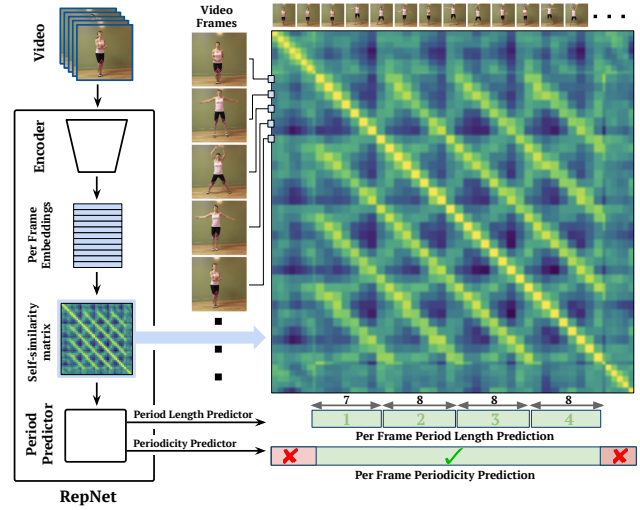 Video
Frames
Video
Encoder
Per Frame
Embeddings
Self-similarity
matrix
Period
Predictor
Period Length Predictor
Periodicity Predictor
RepNet
7 8 8 8
1 2 3 4
Per Frame Period Length Prediction
Per Frame Periodicity Prediction